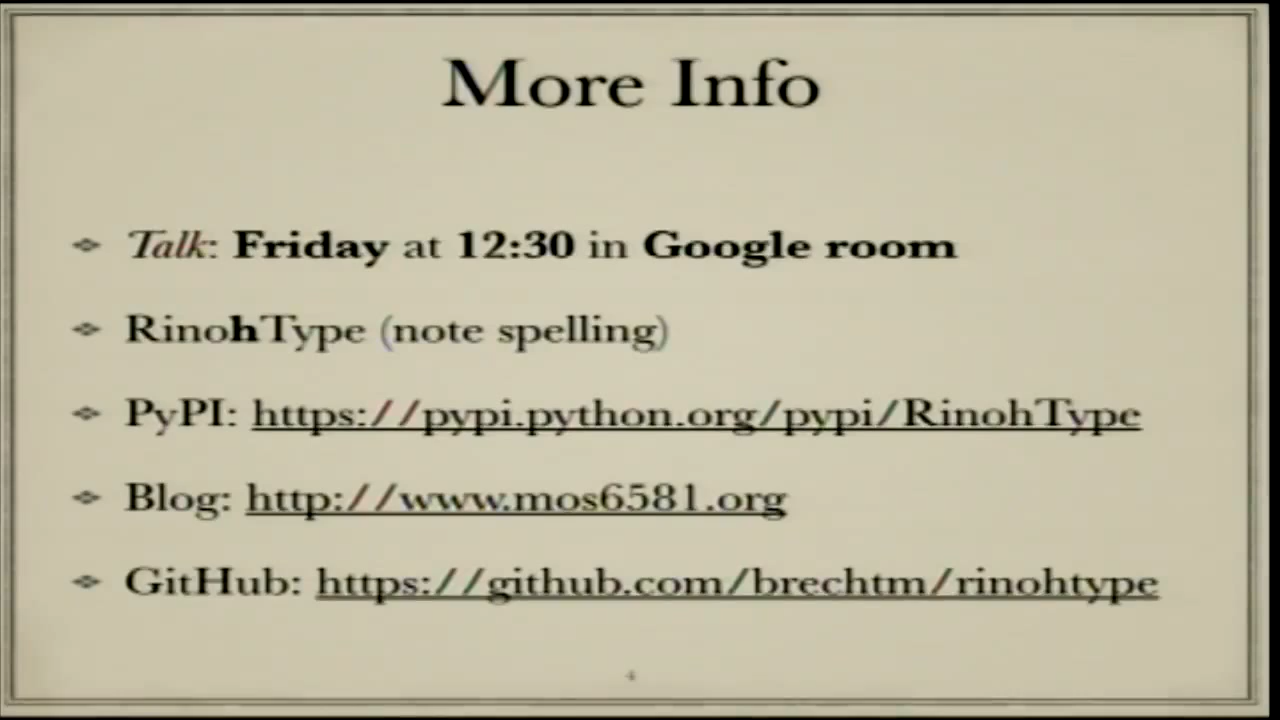 More Info
Talk: Friday at 12:30 in Google room
RinohType (note spelling)
PyPI: https://pypi.python.org/pypi/RinohType
Blog: http://www.mos6581.org
GitHub: https://github.com/brechtm/rinohtype
4